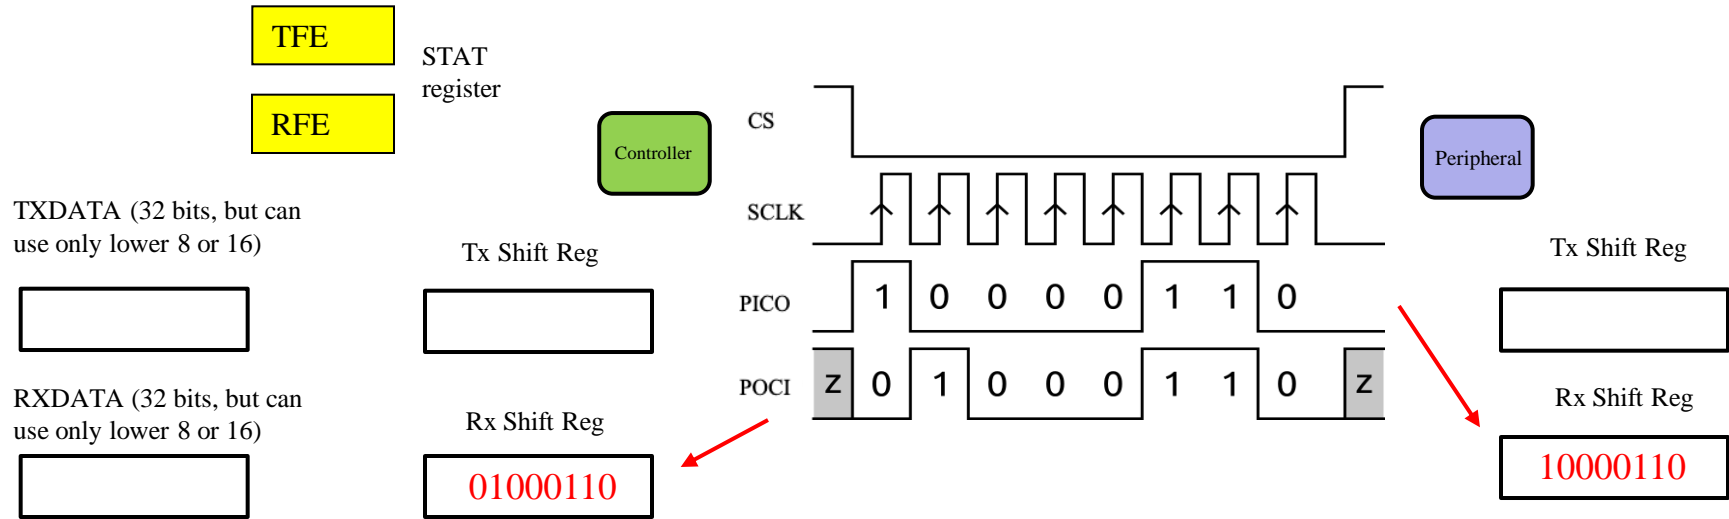 TFE
STAT
register
RFE
CS
Controller
Peripheral
SCLK
TXDATA (32 bits, but can
use only lower 8 or 16)
Tx Shift Reg
Tx Shift Reg
PICO
1 0 0 0 0 1 1 0
RXDATA (32 bits, but can
use only lower 8 or 16)
Rx Shift Reg
POCI
Z 0 1 0 0 0 1 1 0 Z
Rx Shift Reg
01000110
10000110